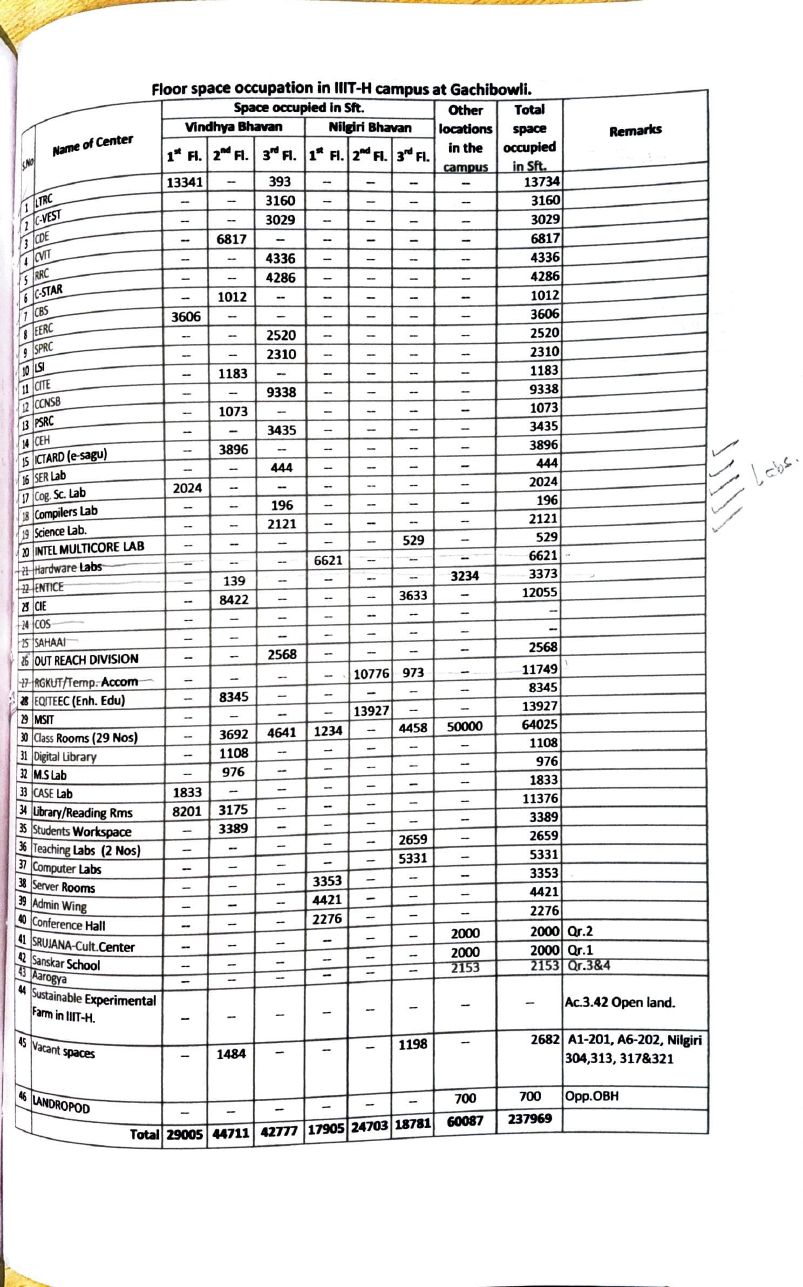 Floor space occupation in IIIT-H campus at Gachibowli.
S.No Name of Center Space occupied in Sft. Other locations in the campus Total space occupied in Sft. Remarks
Vindhya Bhavan Nilgiri Bhavan
1st Fl. 2nd Fl. 3rd Fl. 1st Fl. 2nd Fl. 3rd Fl.
1 LTRC 13341 -- 393 -- -- -- -- 13734
2 C-VEST -- -- 3160 -- -- -- -- 3160
3 CDE -- -- 3029 -- -- -- -- 3029
4 CVIT -- 6817 -- -- -- -- -- 6817
5 RRC -- -- 4336 -- -- -- -- 4336
6 C-STAR -- -- 4286 -- -- -- -- 4286
7 CBS -- 1012 -- -- -- -- -- 1012
8 EERC 3606 -- -- -- -- -- -- 3606
9 SPRC -- -- 2520 -- -- -- -- 2520
10 LSI -- -- 2310 -- -- -- -- 2310
11 CITE -- 1183 -- -- -- -- -- 1183
12 CCNSB -- -- 9338 -- -- -- -- 9338
13 PSRC -- 1073 -- -- -- -- -- 1073
14 CEH -- -- 3435 -- -- -- -- 3435
15 ICTARD (e-sagu) -- 3896 -- -- -- -- -- 3896
16 SER Lab -- -- 444 -- -- -- -- 444
17 Cog. Sc. Lab 2024 -- -- -- -- -- -- 2024
18 Compilers Lab -- -- 196 -- -- -- -- 196
19 Science Lab. -- -- 2121 -- -- -- -- 2121
20 INTEL MULTICORE LAB -- -- -- -- -- 529 -- 529
21 Hardware Labs -- -- -- 6621 -- -- -- 6621
22 ENTICE -- 139 -- -- -- -- 3234 3373
23 CIE -- 8422 -- -- -- 3633 -- 12055
24 COS -- -- -- -- -- -- -- --
25 SAHAAI -- -- -- -- -- -- -- --
26 OUT REACH DIVISION -- -- 2568 -- -- -- -- 2568
27 RGKUT/Temp. Accom -- -- -- -- 10776 973 -- 11749
28 EQITEEC (Enh. Edu) -- 8345 -- -- -- -- -- 8345
29 MSIT -- -- -- -- 13927 -- -- 13927
30 Class Rooms (29 Nos) -- 3692 4641 1234 -- 4458 50000 64025
31 Digital Library -- 1108 -- -- -- -- -- 1108
32 M.S Lab -- 976 -- -- -- -- -- 976
33 CASE Lab 1833 -- -- -- -- -- -- 1833
34 Library/Reading Rms 8201 3175 -- -- -- -- -- 11376
35 Students Workspace -- 3389 -- -- -- -- -- 3389
36 Teaching Labs (2 Nos) -- -- -- -- -- 2659 -- 2659
37 Computer Labs -- -- -- -- -- 5331 -- 5331
38 Server Rooms -- -- -- 3353 -- -- -- 3353
39 Admin Wing -- -- -- 4421 -- -- -- 4421
40 Conference Hall -- -- -- 2276 -- -- -- 2276
41 SRUJANA-Cult.Center -- -- -- -- -- -- 2000 2000 Qr.2
42 Sanskar School -- -- -- -- -- -- 2000 2000 Qr.1
43 Aarogya -- -- -- -- -- -- 2153 2153 Qr.3&4
44 Sustainable Experimental Farm in IIIT-H. -- -- -- -- -- -- -- -- Ac.3.42 Open land.
45 Vacant spaces -- 1484 -- -- -- 1198 -- 2682 A1-201, A6-202, Nilgiri 304,313, 317&321
46 LANDROPOD -- -- -- -- -- -- 700 700 Opp.OBH
Total 29005 44711 42777 17905 24703 18781 60087 237969
Labs.